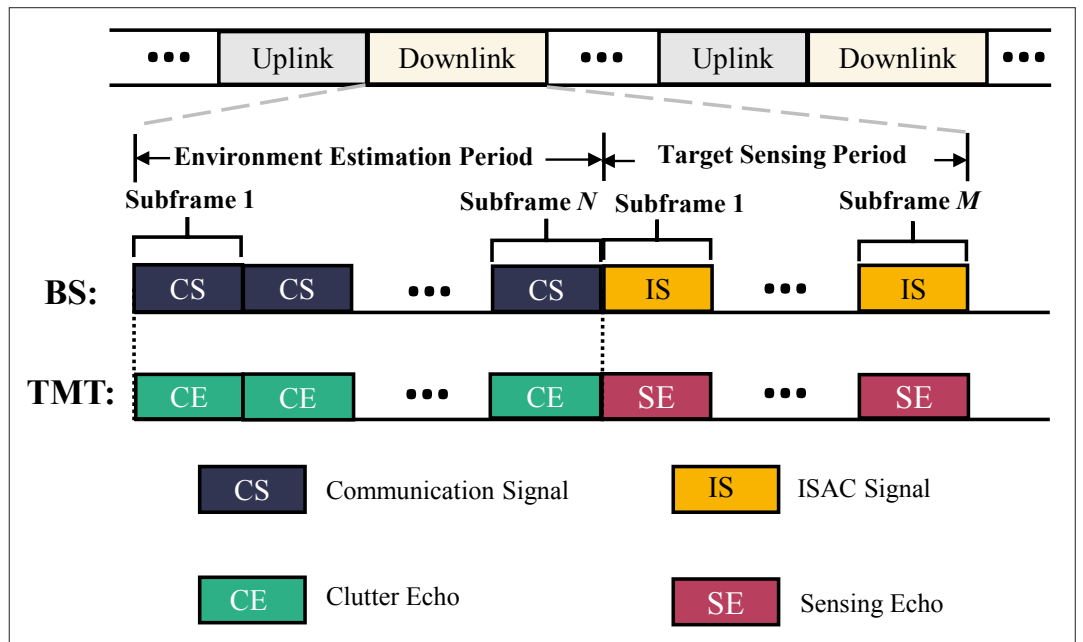 ••• Uplink Downlink ••• Uplink Downlink •••
Environment Estimation Period Target Sensing Period
Subframe 1 Subframe N Subframe 1 Subframe M
BS: CS CS ••• CS IS ••• IS
TMT: CE CE ••• CE SE ••• SE
CS Communication Signal IS ISAC Signal
CE Clutter Echo SE Sensing Echo